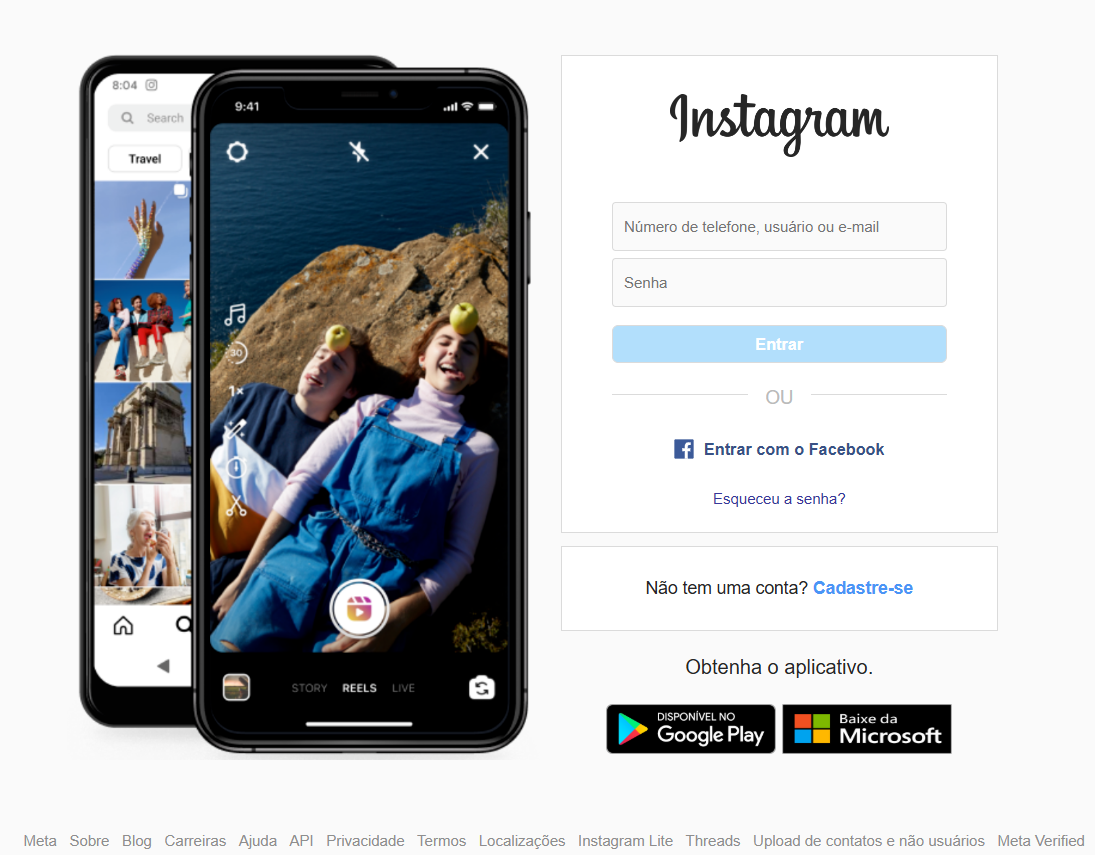 8:04
Search
Travel
9:41
30
1×
STORY REELS LIVE
Instagram
Número de telefone, usuário ou e-mail
Senha
Entrar
OU
Entrar com o Facebook
Esqueceu a senha?
Não tem uma conta? Cadastre-se
Obtenha o aplicativo.
DISPONÍVEL NO
Google Play
Baixe da
Microsoft
Meta Sobre Blog Carreiras Ajuda API Privacidade Termos Localizações Instagram Lite Threads Upload de contatos e não usuários Meta Verified